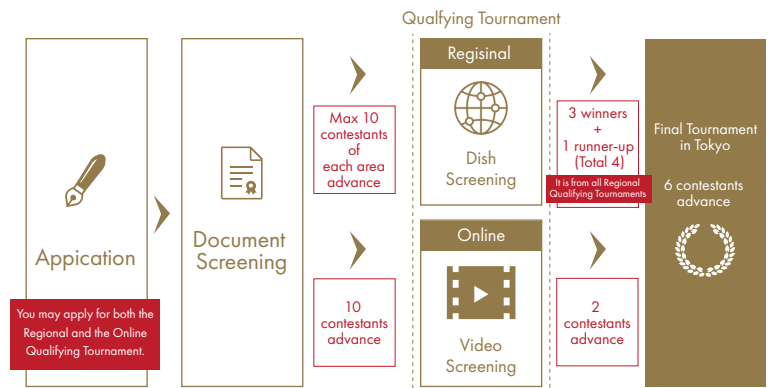 Qualfying Tournament
Appication
You may apply for both the
Regional and the Online
Qualifying Tournament.
Document
Screening
Max 10
contestants
of
each area
advance
10
contestants
advance
Regisinal
Dish
Screening
Online
Video
Screening
3 winners
+
1 runner-up
(Total 4)
It is from all Regional
Qualifying Tournaments
2
contestants
advance
Final Tournament
in Tokyo
6 contestants
advance